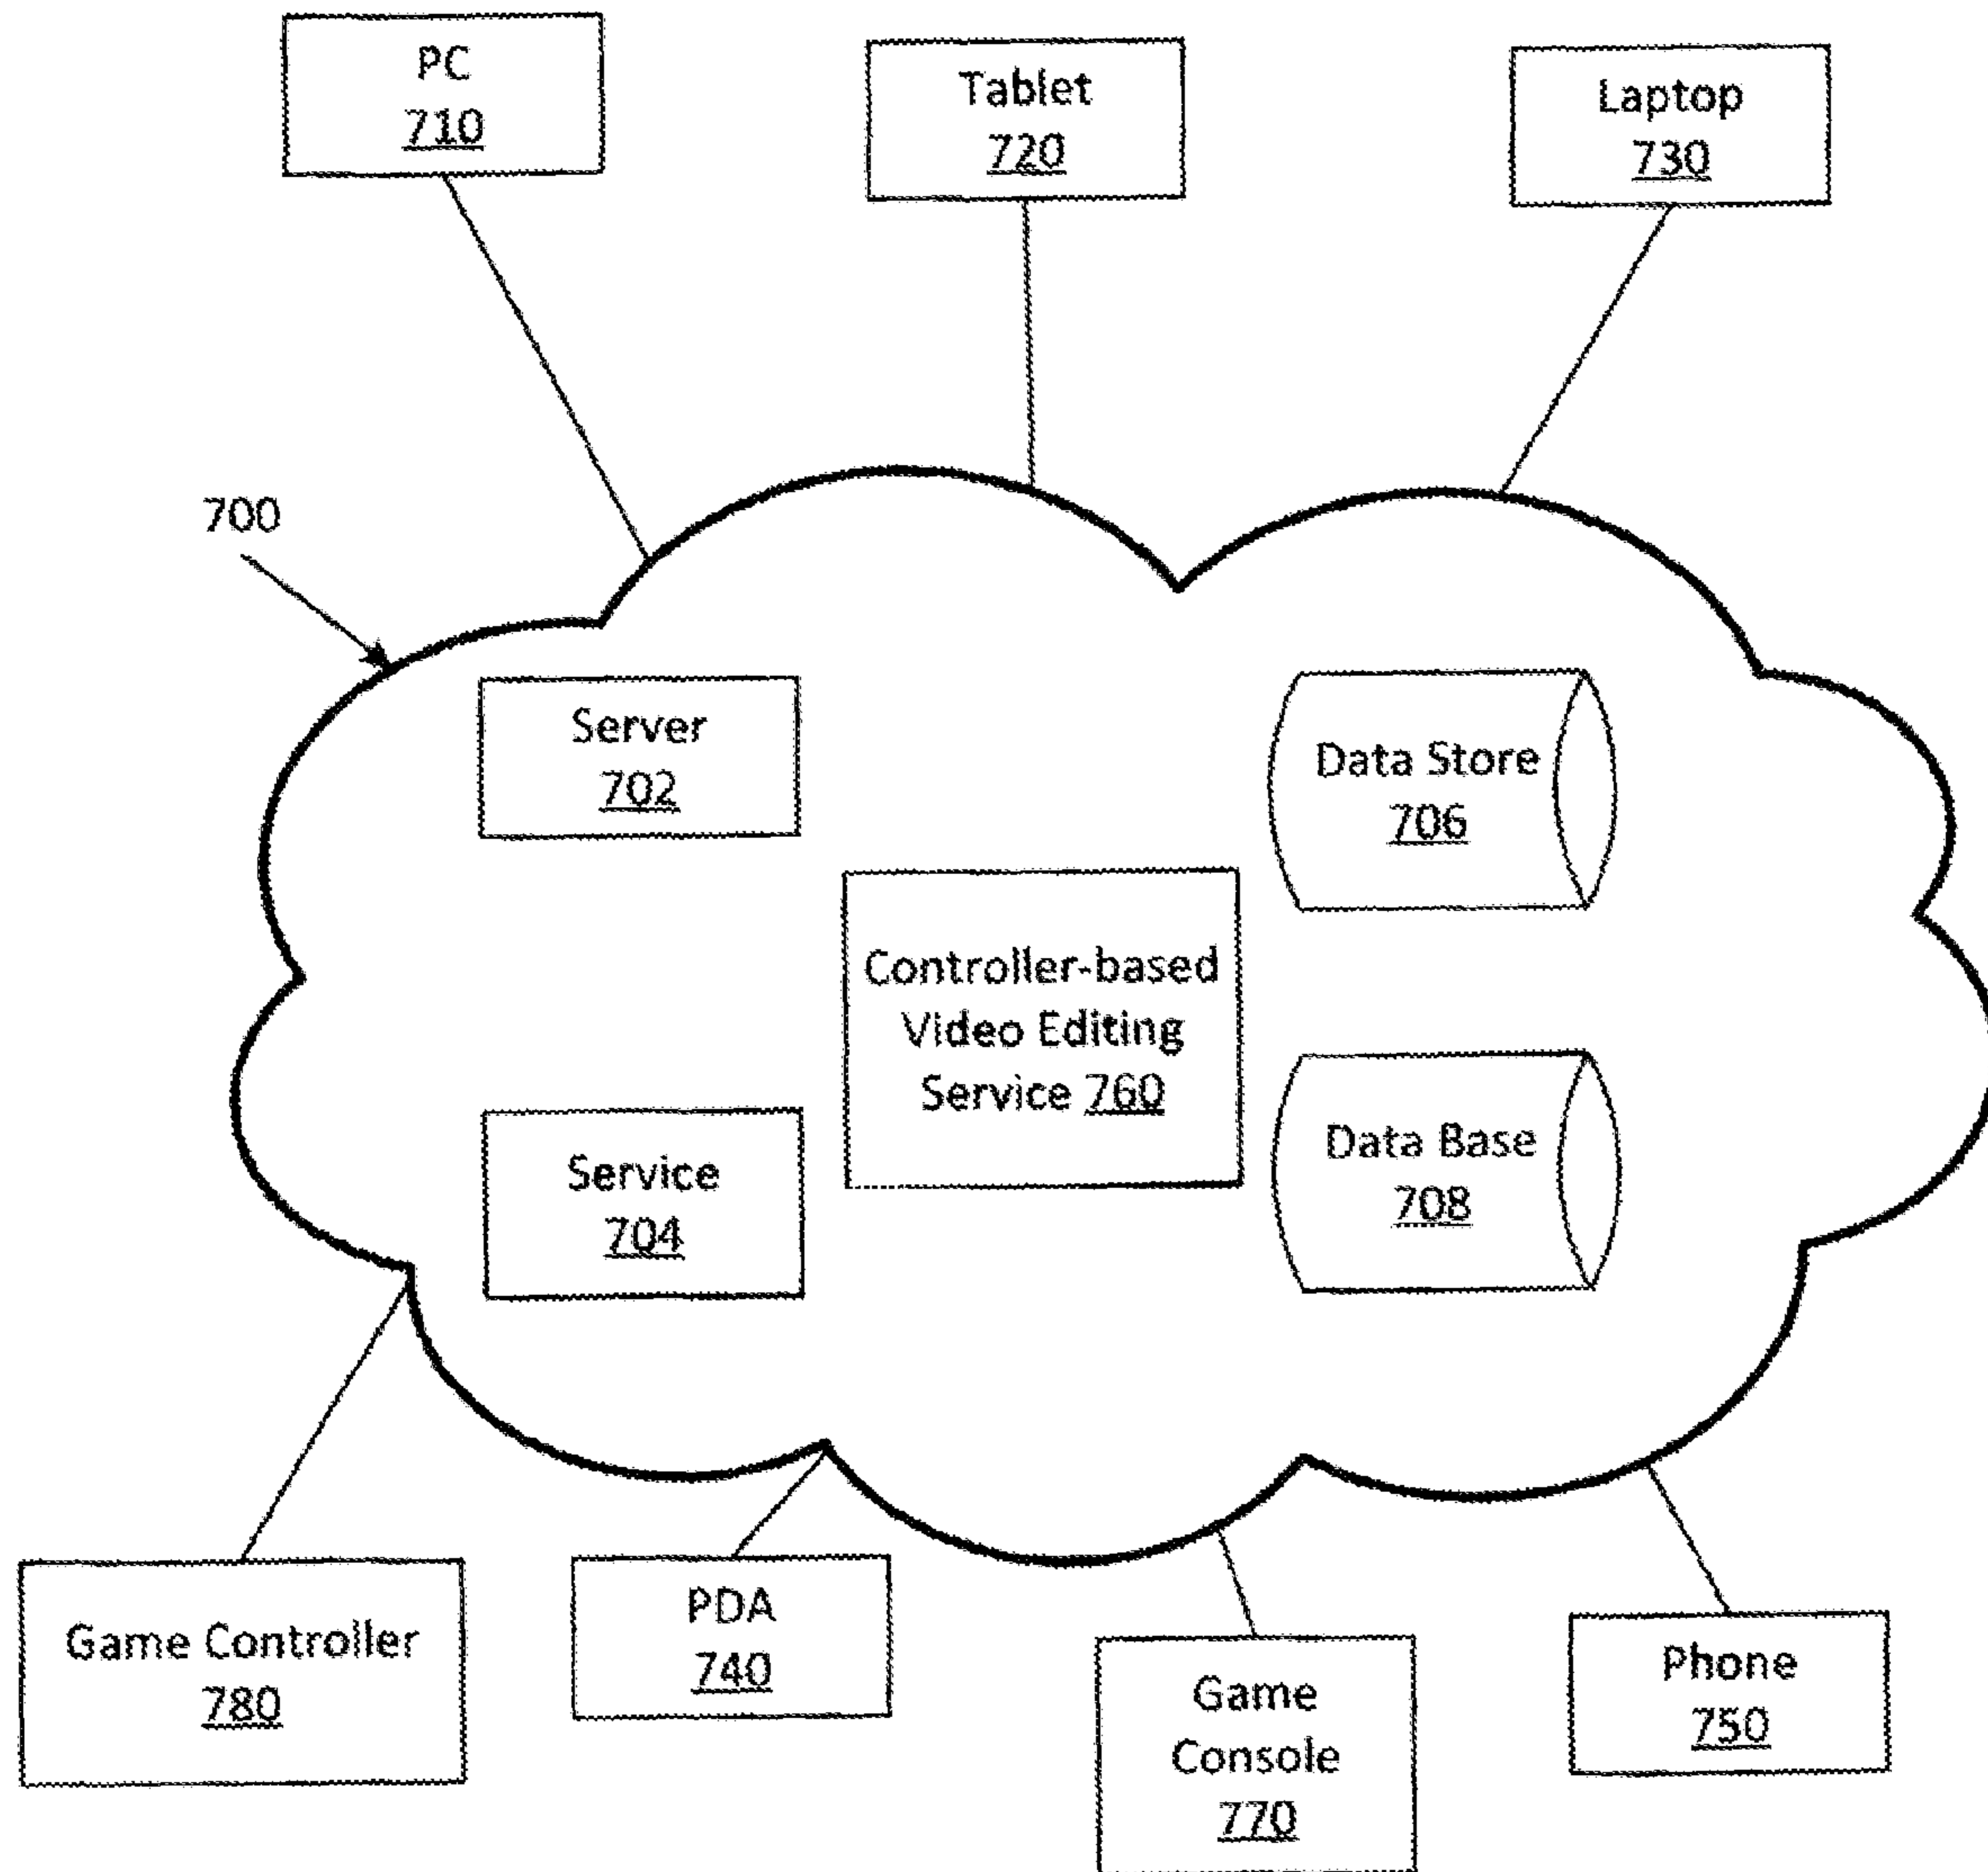 PC
710
Tablet
720
Laptop
730
700
Server
702
Data Store
706
Controller-based
Video Editing
Service 760
Service
704
Data Base
708
Game Controller
780
PDA
740
Game
Console
770
Phone
750